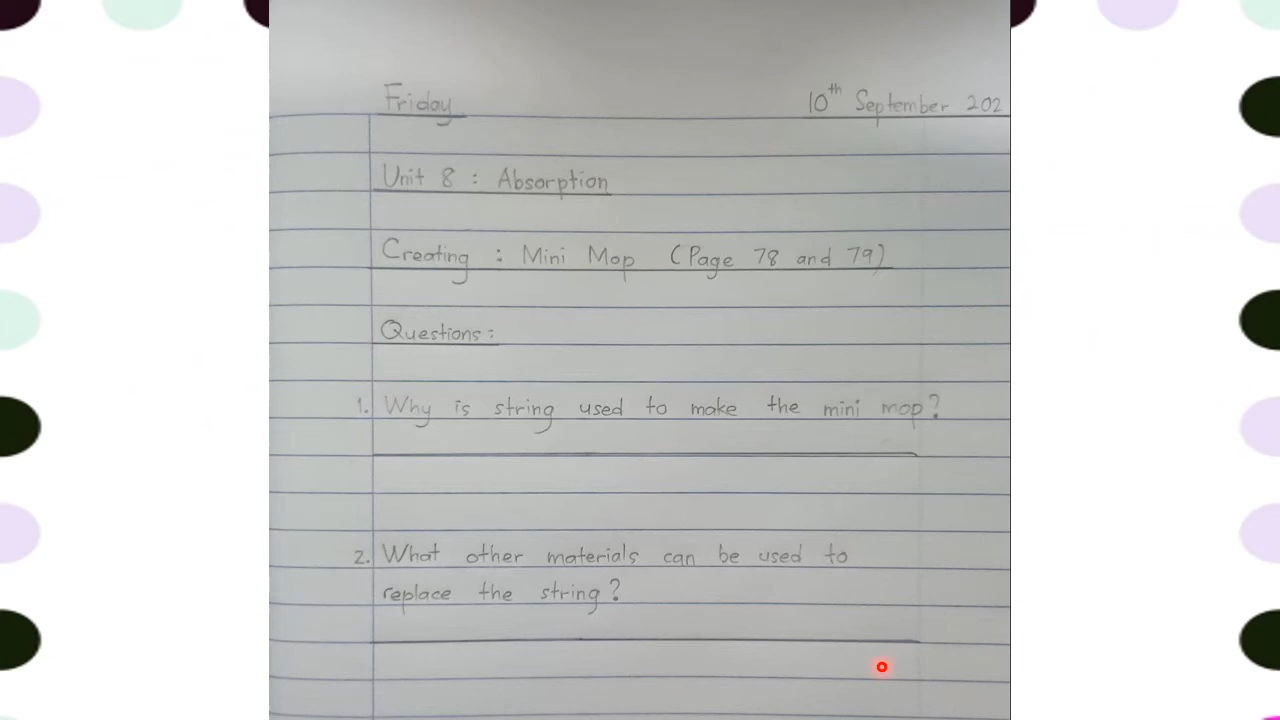 Friday 10th September 202
Unit 8 : Absorption
Creating : Mini Mop (Page 78 and 79)
Questions:
1. Why is string used to make the mini mop?
2. What other materials can be used to
replace the string?